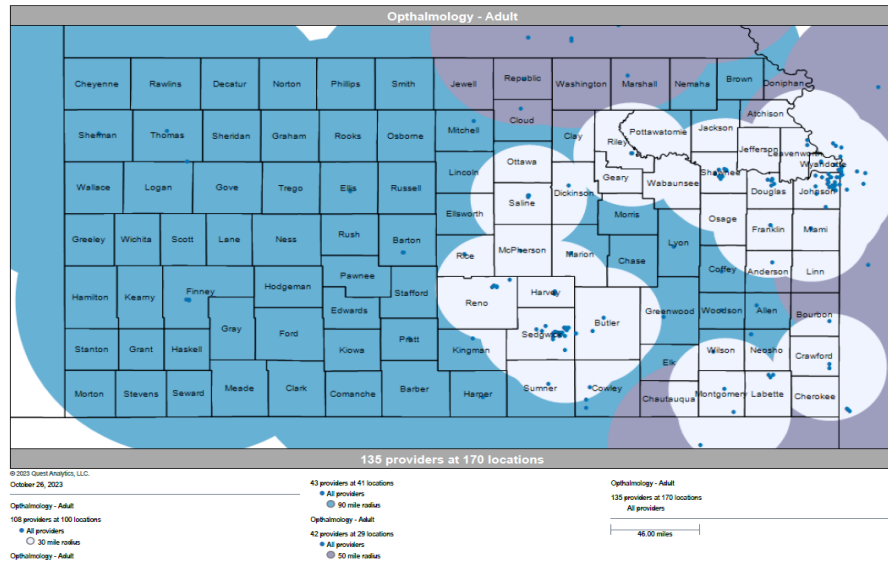 Opthalmology - Adult
Cheyenne Rawlins Decatur Norton Phillips Smith Jewell Republic Washington Marshall Nemaha Brown Doniphan
Atchison
Sherman Thomas Sheridan Graham Rooks Osborne Mitchell Cloud Clay Riley Pottawatomie Jackson Jefferson Leavenworth
Wyandotte
Ottawa
Wallace Logan Gove Trego Ellis Russell Lincoln Saline Dickinson Geary Wabaunsee Shawnee Douglas Johnson
Greeley Wichita Scott Lane Ness Rush Barton Ellsworth Morris Osage Franklin Miami
Rice McPherson Marion Chase Lyon Coffey Anderson Linn
Hamilton Kearny Finney Hodgeman Pawnee Stafford Reno Harvey
Edwards
Gray Ford Sedgwick Butler Greenwood Woodson Allen Bourbon
Stanton Grant Haskell Kiowa Pratt Kingman Elk Wilson Neosho Crawford
Morton Stevens Seward Meade Clark Comanche Barber Harper Sumner Cowley Chautauqua Montgomery Labette Cherokee
135 providers at 170 locations
© 2023 Quest Analytics, LLC.
October 26, 2023
Opthalmology - Adult
108 providers at 100 locations
All providers
30 mile radius
Opthalmology - Adult
43 providers at 41 locations
All providers
90 mile radius
Opthalmology - Adult
42 providers at 29 locations
All providers
50 mile radius
Opthalmology - Adult
135 providers at 170 locations
All providers
46.00 miles